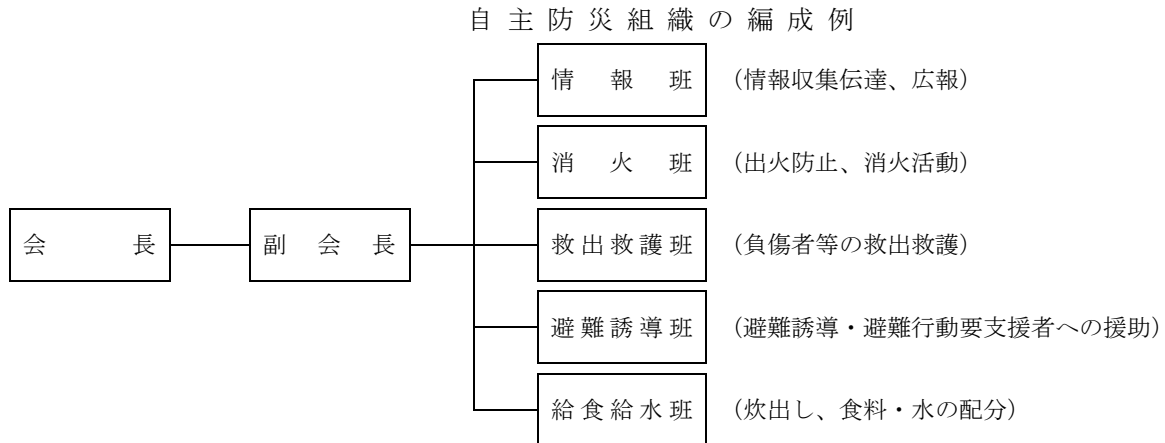 自主防災組織の編成例
情報班 (情報収集伝達、広報)
消火班 (出火防止、消火活動)
会長 副会長 救出救護班 (負傷者等の救出救護)
避難誘導班 (避難誘導・避難行動要支援者への援助)
給食給水班 (炊出し、食料・水の配分)